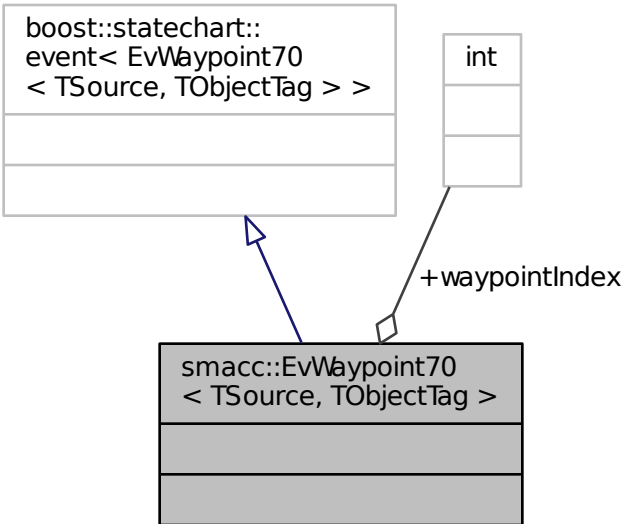 boost::statechart::
event< EvWaypoint70
< TSource, TObjectTag > >
int
+waypointIndex
smacc::EvWaypoint70
< TSource, TObjectTag >